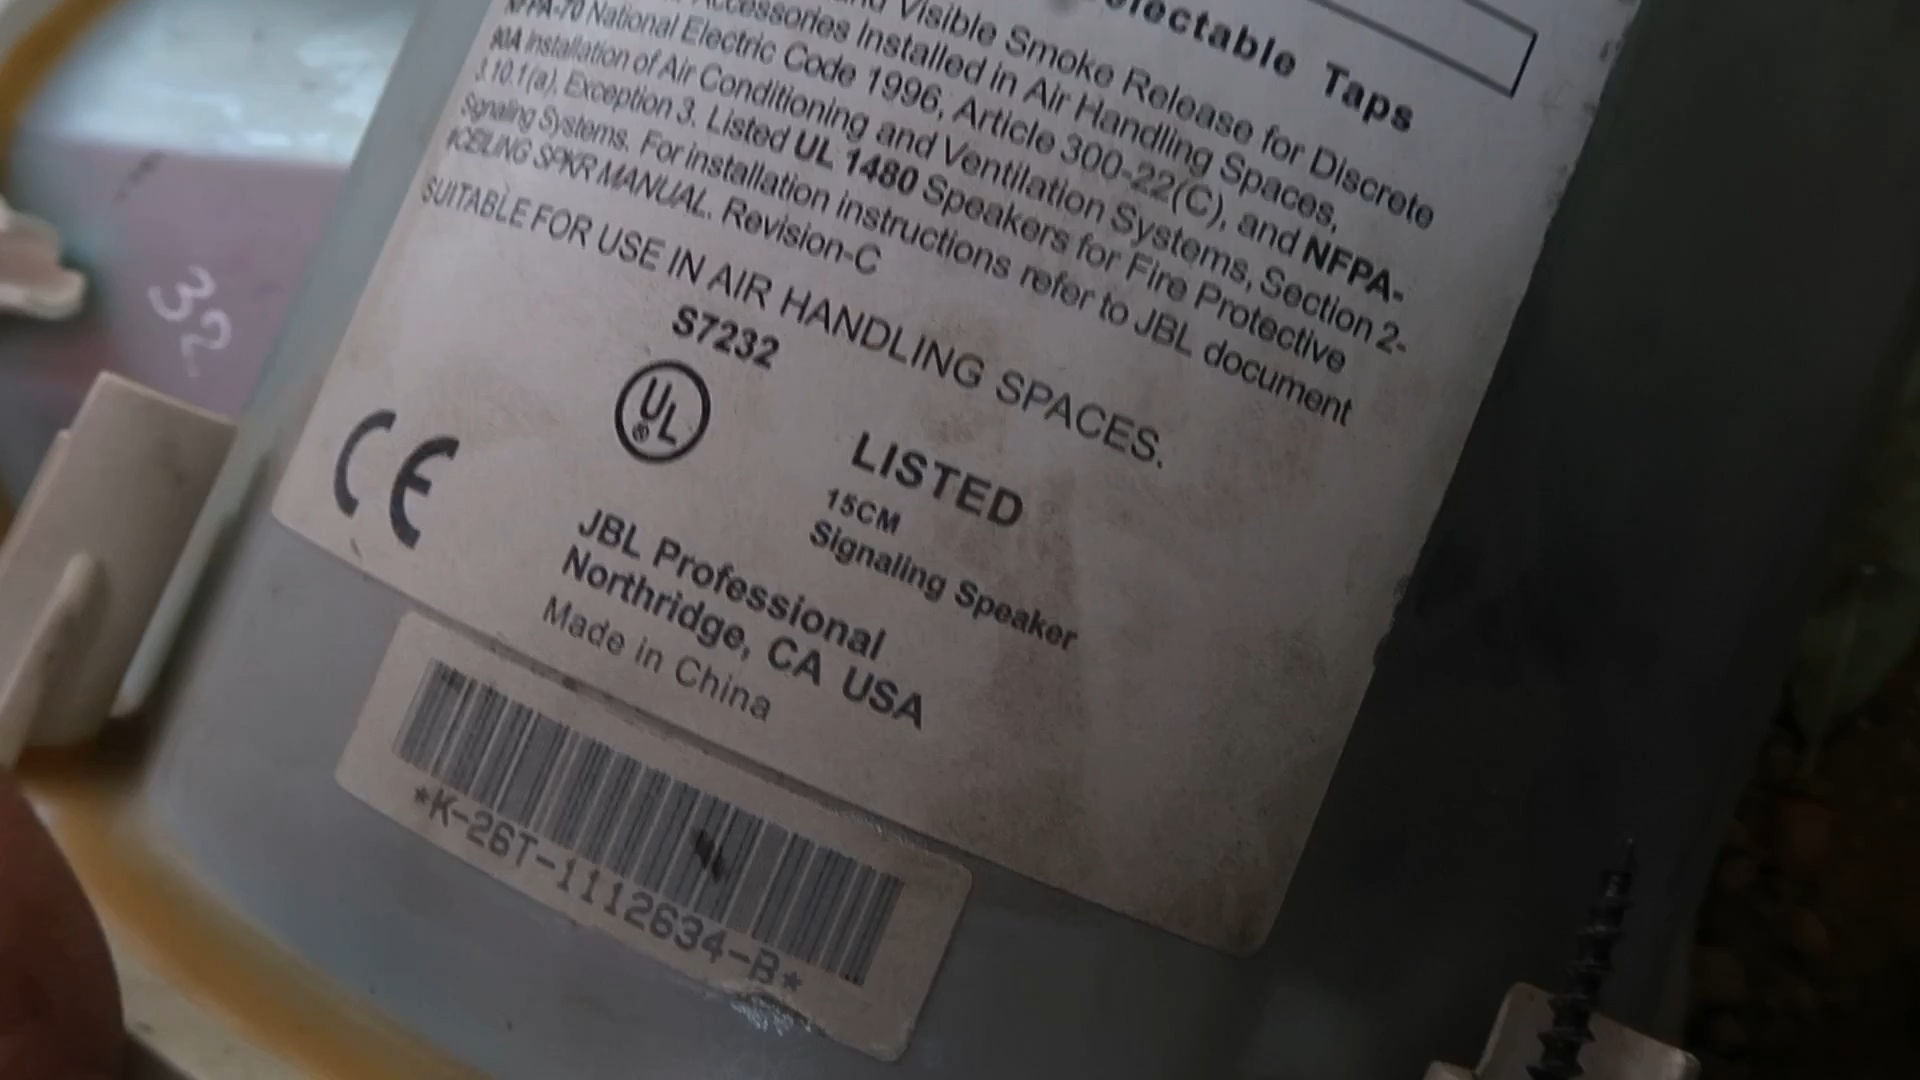 electable Taps
Visible Smoke Release for Discrete
Accessories Installed in Air Handling Spaces,
NFPA-70 National Electric Code 1996, Article 300-22(C), and NFPA-
90A Installation of Air Conditioning and Ventilation Systems, Section 2-
3.10.1(a), Exception 3. Listed UL 1480 Speakers for Fire Protective
Signaling Systems. For installation instructions refer to JBL document
#CEILING SPKR MANUAL. Revision-C
SUITABLE FOR USE IN AIR HANDLING SPACES.
S7232
UL ®
LISTED
15CM
Signaling Speaker
CE
JBL Professional
Northridge, CA USA
Made in China
*K-26T-1112634-B*
32